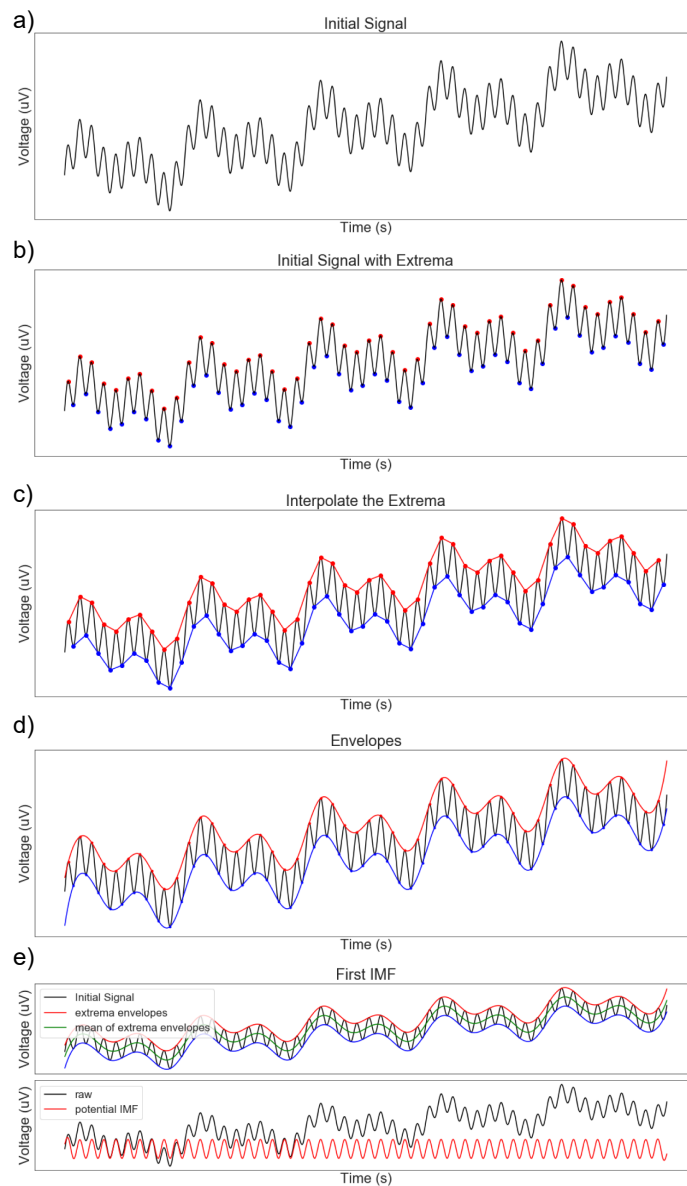 a)
Initial Signal
Voltage (uV)
Time (s)
b)
Initial Signal with Extrema
Voltage (uV)
Time (s)
c)
Interpolate the Extrema
Voltage (uV)
Time (s)
d)
Envelopes
Voltage (uV)
e)
First IMF
Voltage (uV)
Initial Signal
extrema envelopes
mean of extrema envelopes
Voltage (uV)
raw
potential IMF
Time (s)